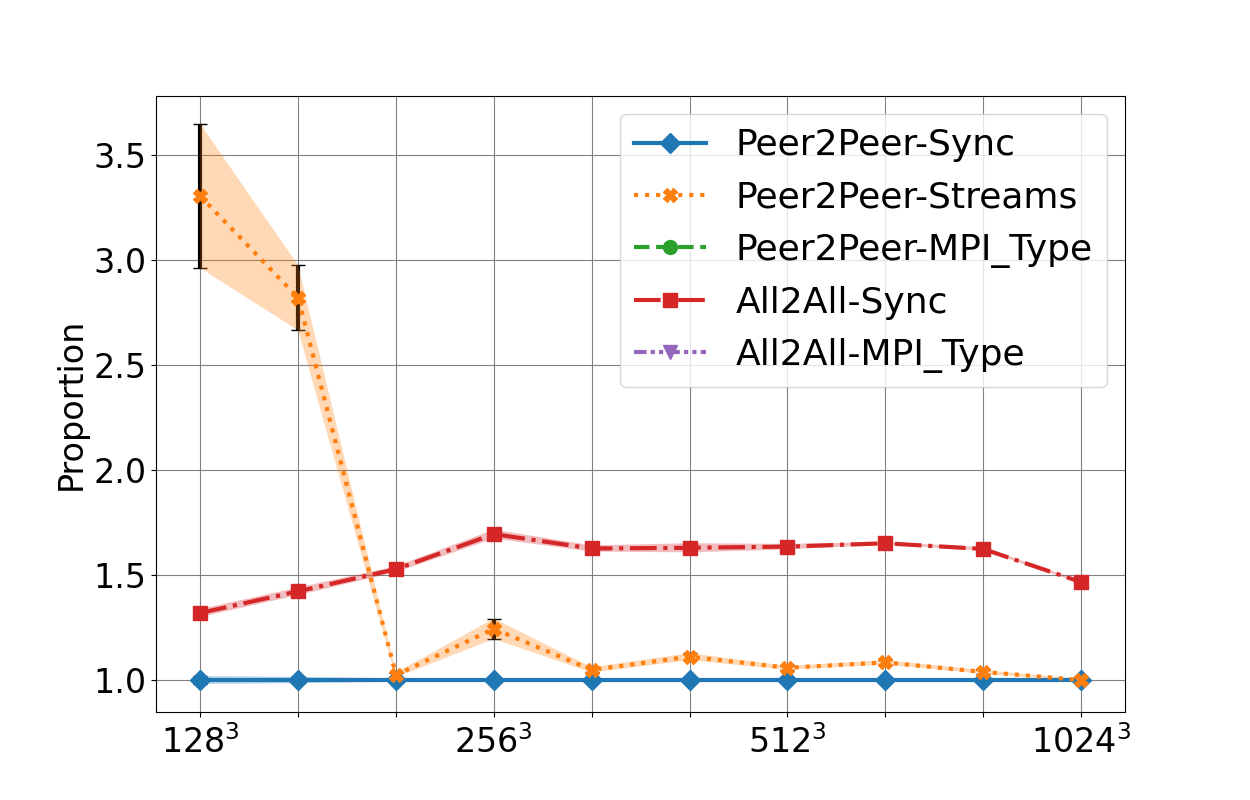 Peer2Peer-Sync
Peer2Peer-Streams
Peer2Peer-MPI_Type
All2All-Sync
All2All-MPI_Type
Proportion
3.5
3.0
2.5
2.0
1.5
1.0
128³ 256³ 512³ 1024³